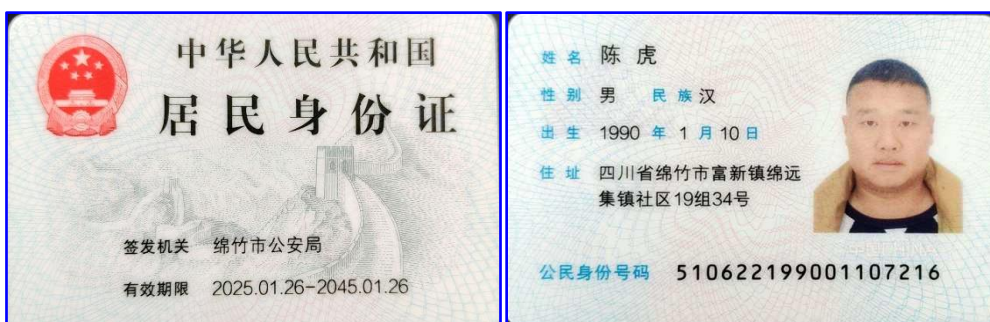 中华人民共和国
居民身份证
签发机关 绵竹市公安局
有效期限 2025.01.26-2045.01.26
姓名 陈虎
性别 男 民族 汉
出生 1990 年 1 月 10 日
住址 四川省绵竹市富新镇绵远
集镇社区19组34号
公民身份号码 510622199001107216